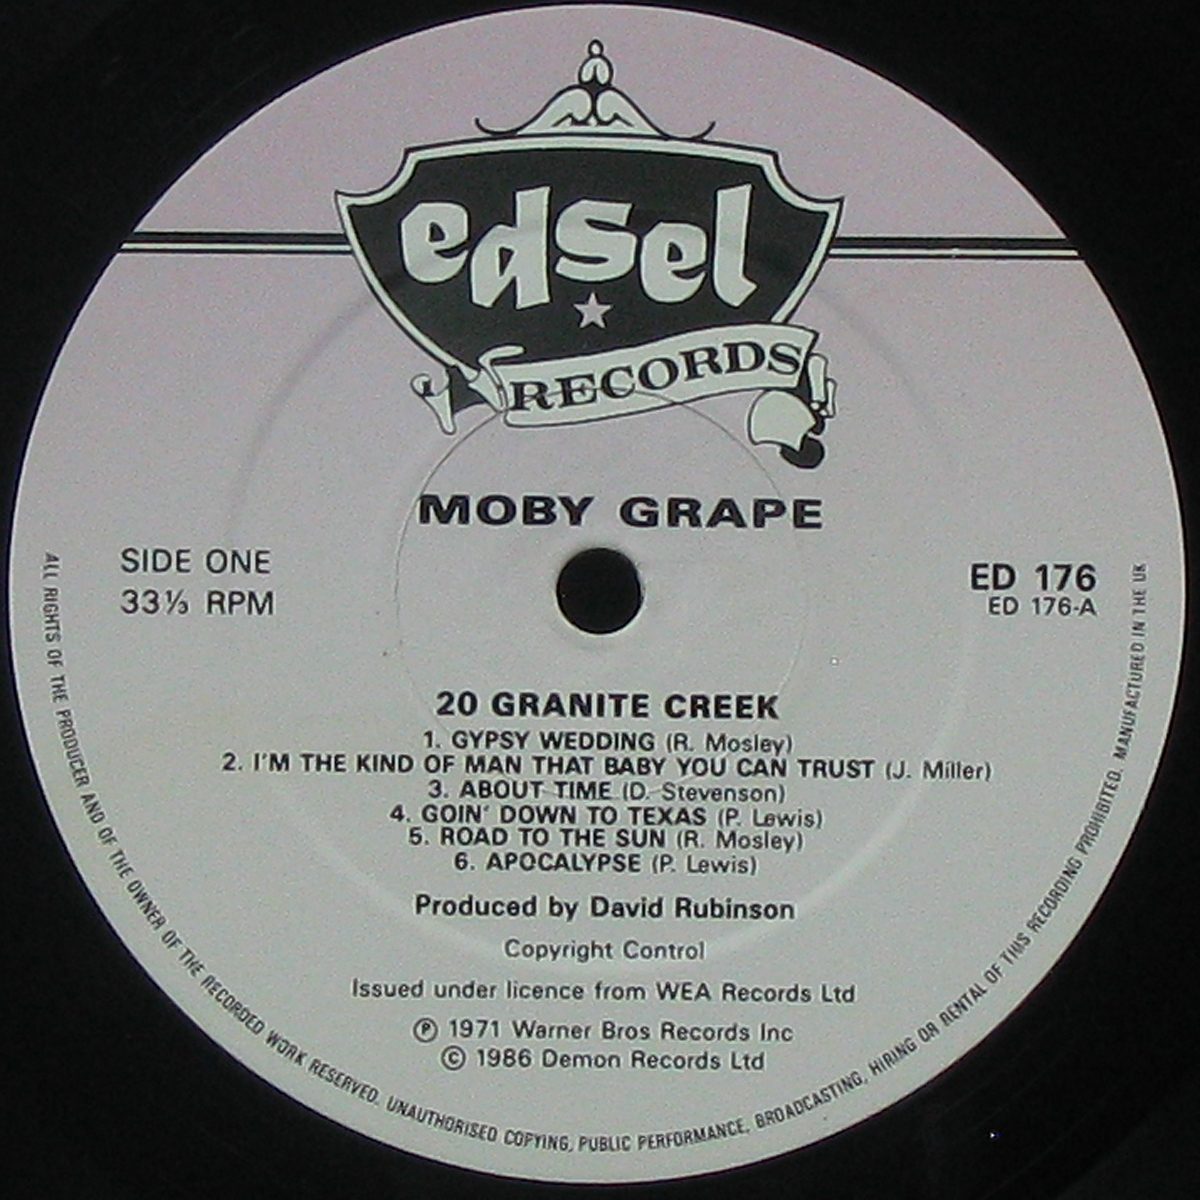 edsel
RECORDS
MOBY GRAPE
SIDE ONE
33⅓ RPM
ED 176
ED 176-A
20 GRANITE CREEK
1. GYPSY WEDDING (R. Mosley)
2. I'M THE KIND OF MAN THAT BABY YOU CAN TRUST (J. Miller)
3. ABOUT TIME (D. Stevenson)
4. GOIN' DOWN TO TEXAS (P. Lewis)
5. ROAD TO THE SUN (R. Mosley)
6. APOCALYPSE (P. Lewis)
Produced by David Rubinson
Copyright Control
Issued under licence from WEA Records Ltd
℗ 1971 Warner Bros Records Inc
© 1986 Demon Records Ltd
ALL RIGHTS OF THE PRODUCER AND OF THE OWNER OF THE RECORDED WORK RESERVED. UNAUTHORISED COPYING, PUBLIC PERFORMANCE, BROADCASTING, HIRING OR RENTAL OF THIS RECORDING PROHIBITED. MANUFACTURED IN THE UK